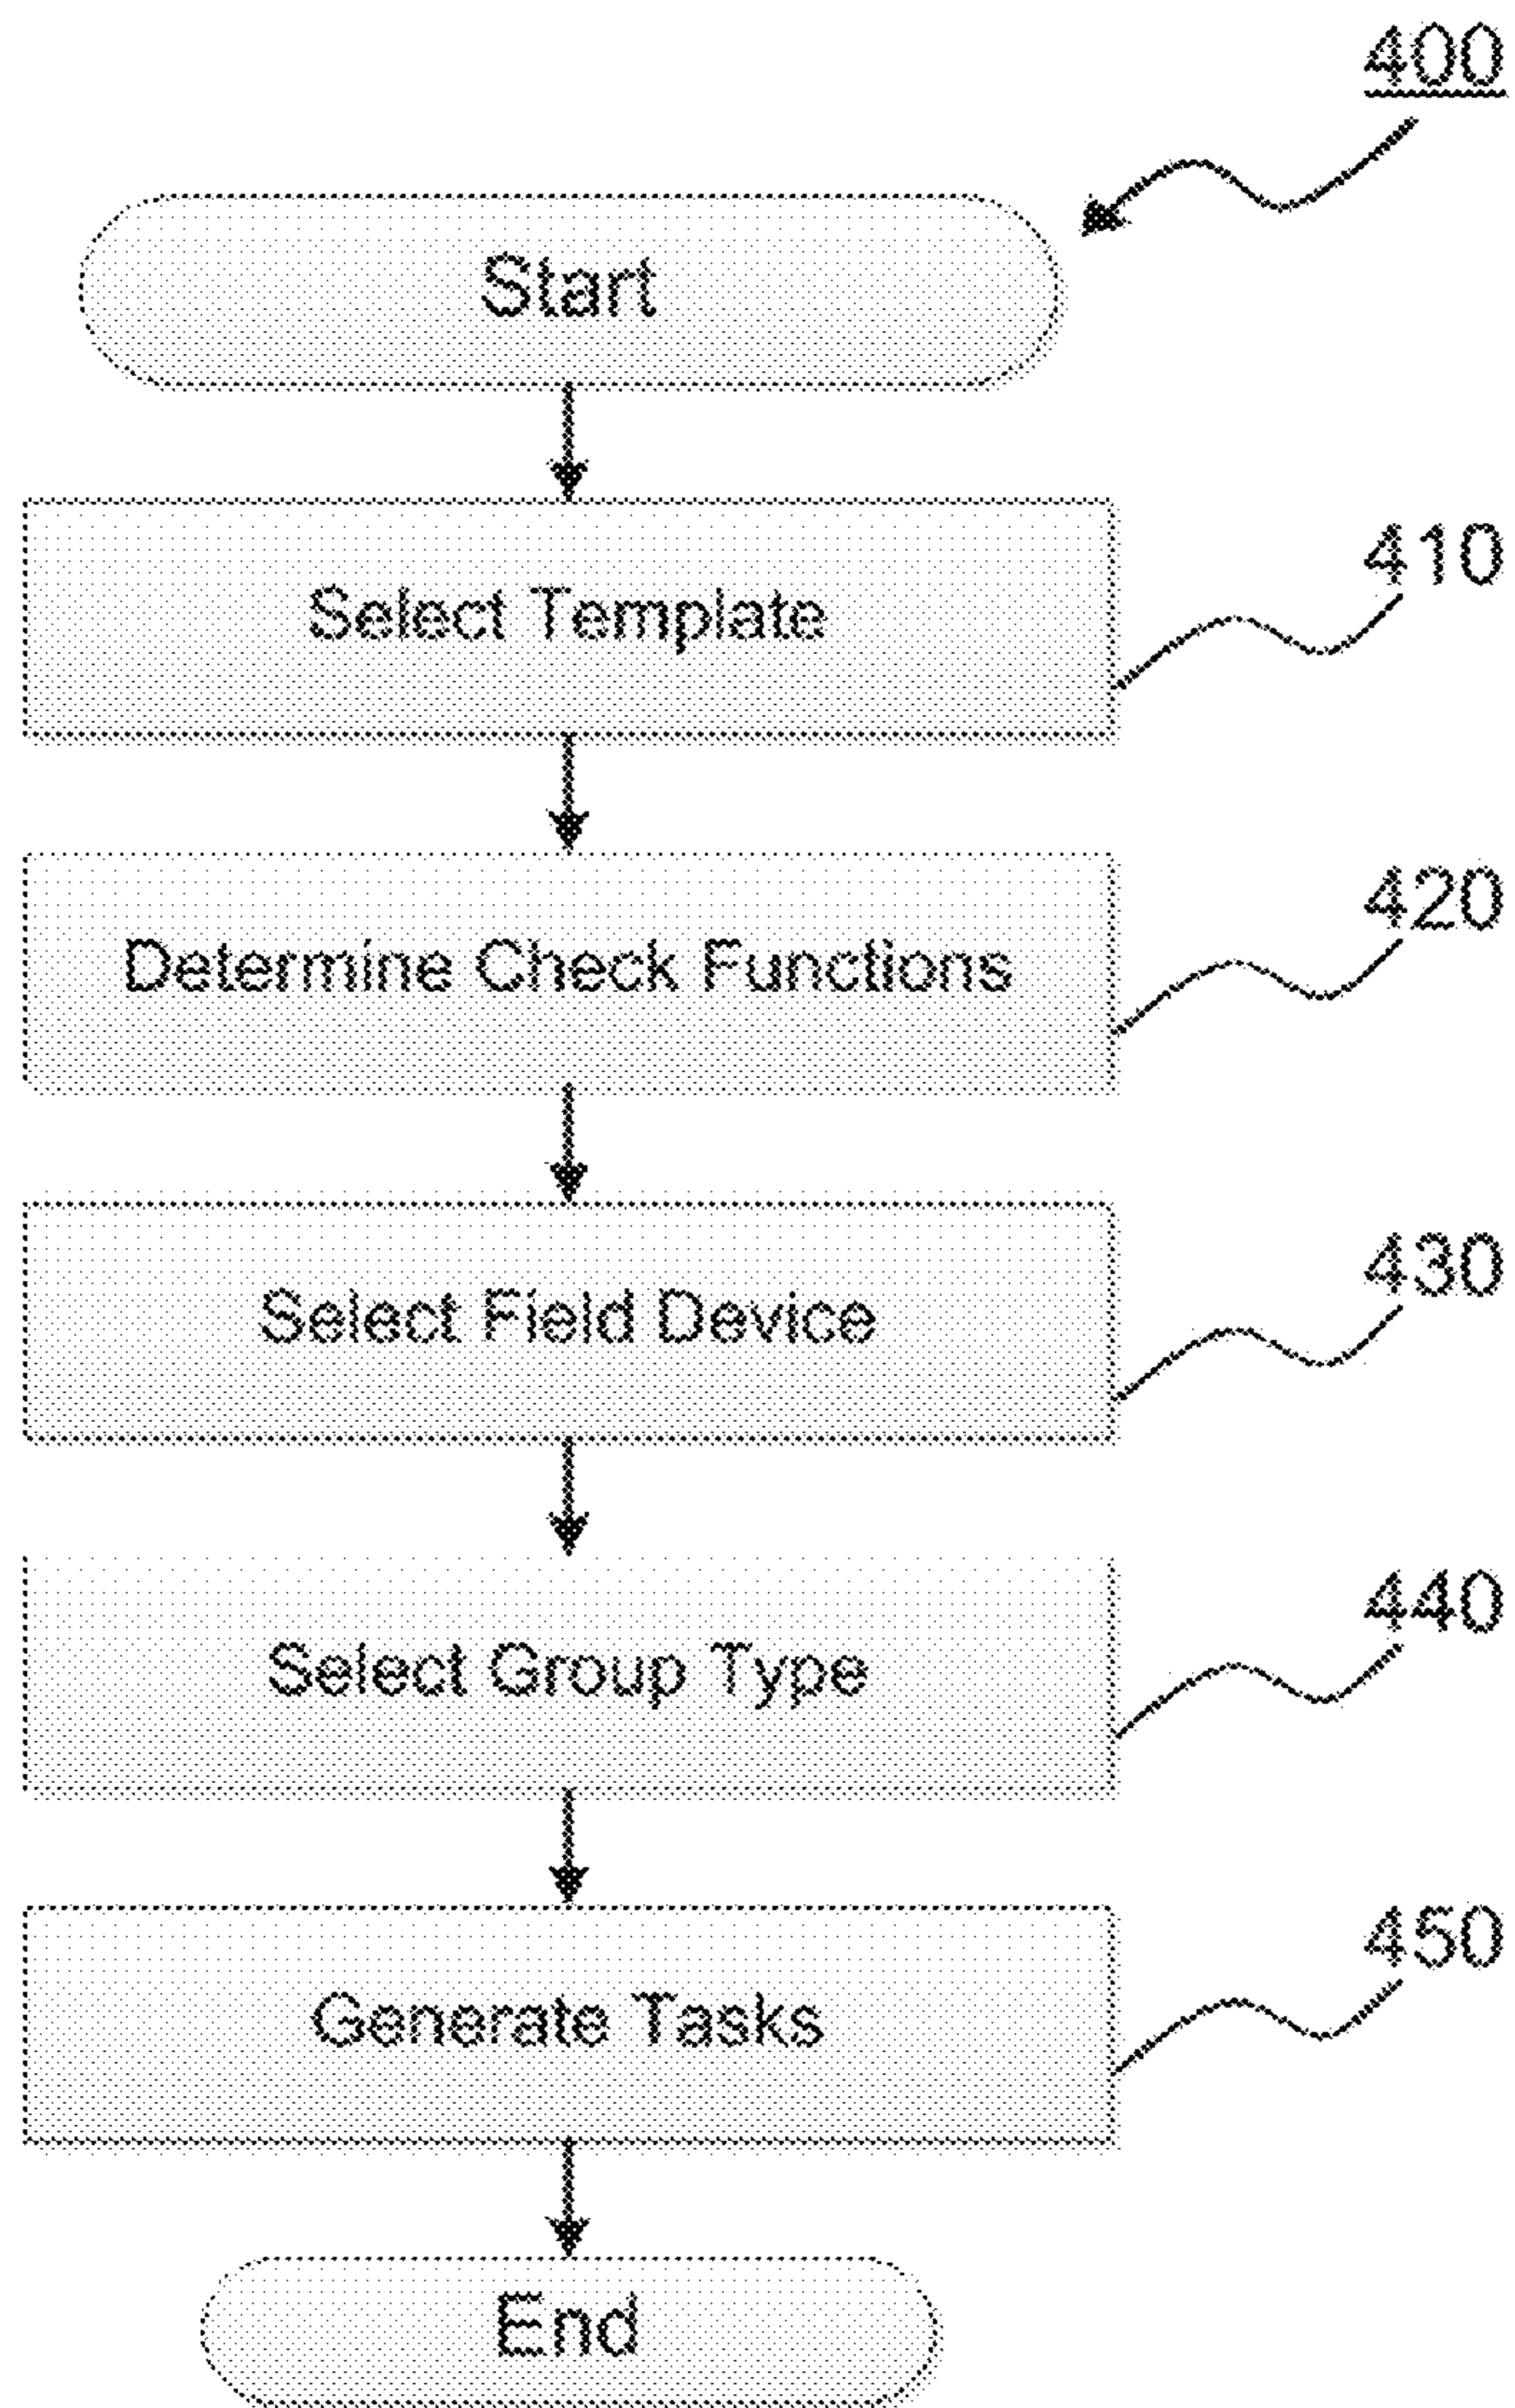 400
Start
Select Template
410
Determine Check Functions
420
Select Field Device
430
Select Group Type
440
Generate Tasks
450
End